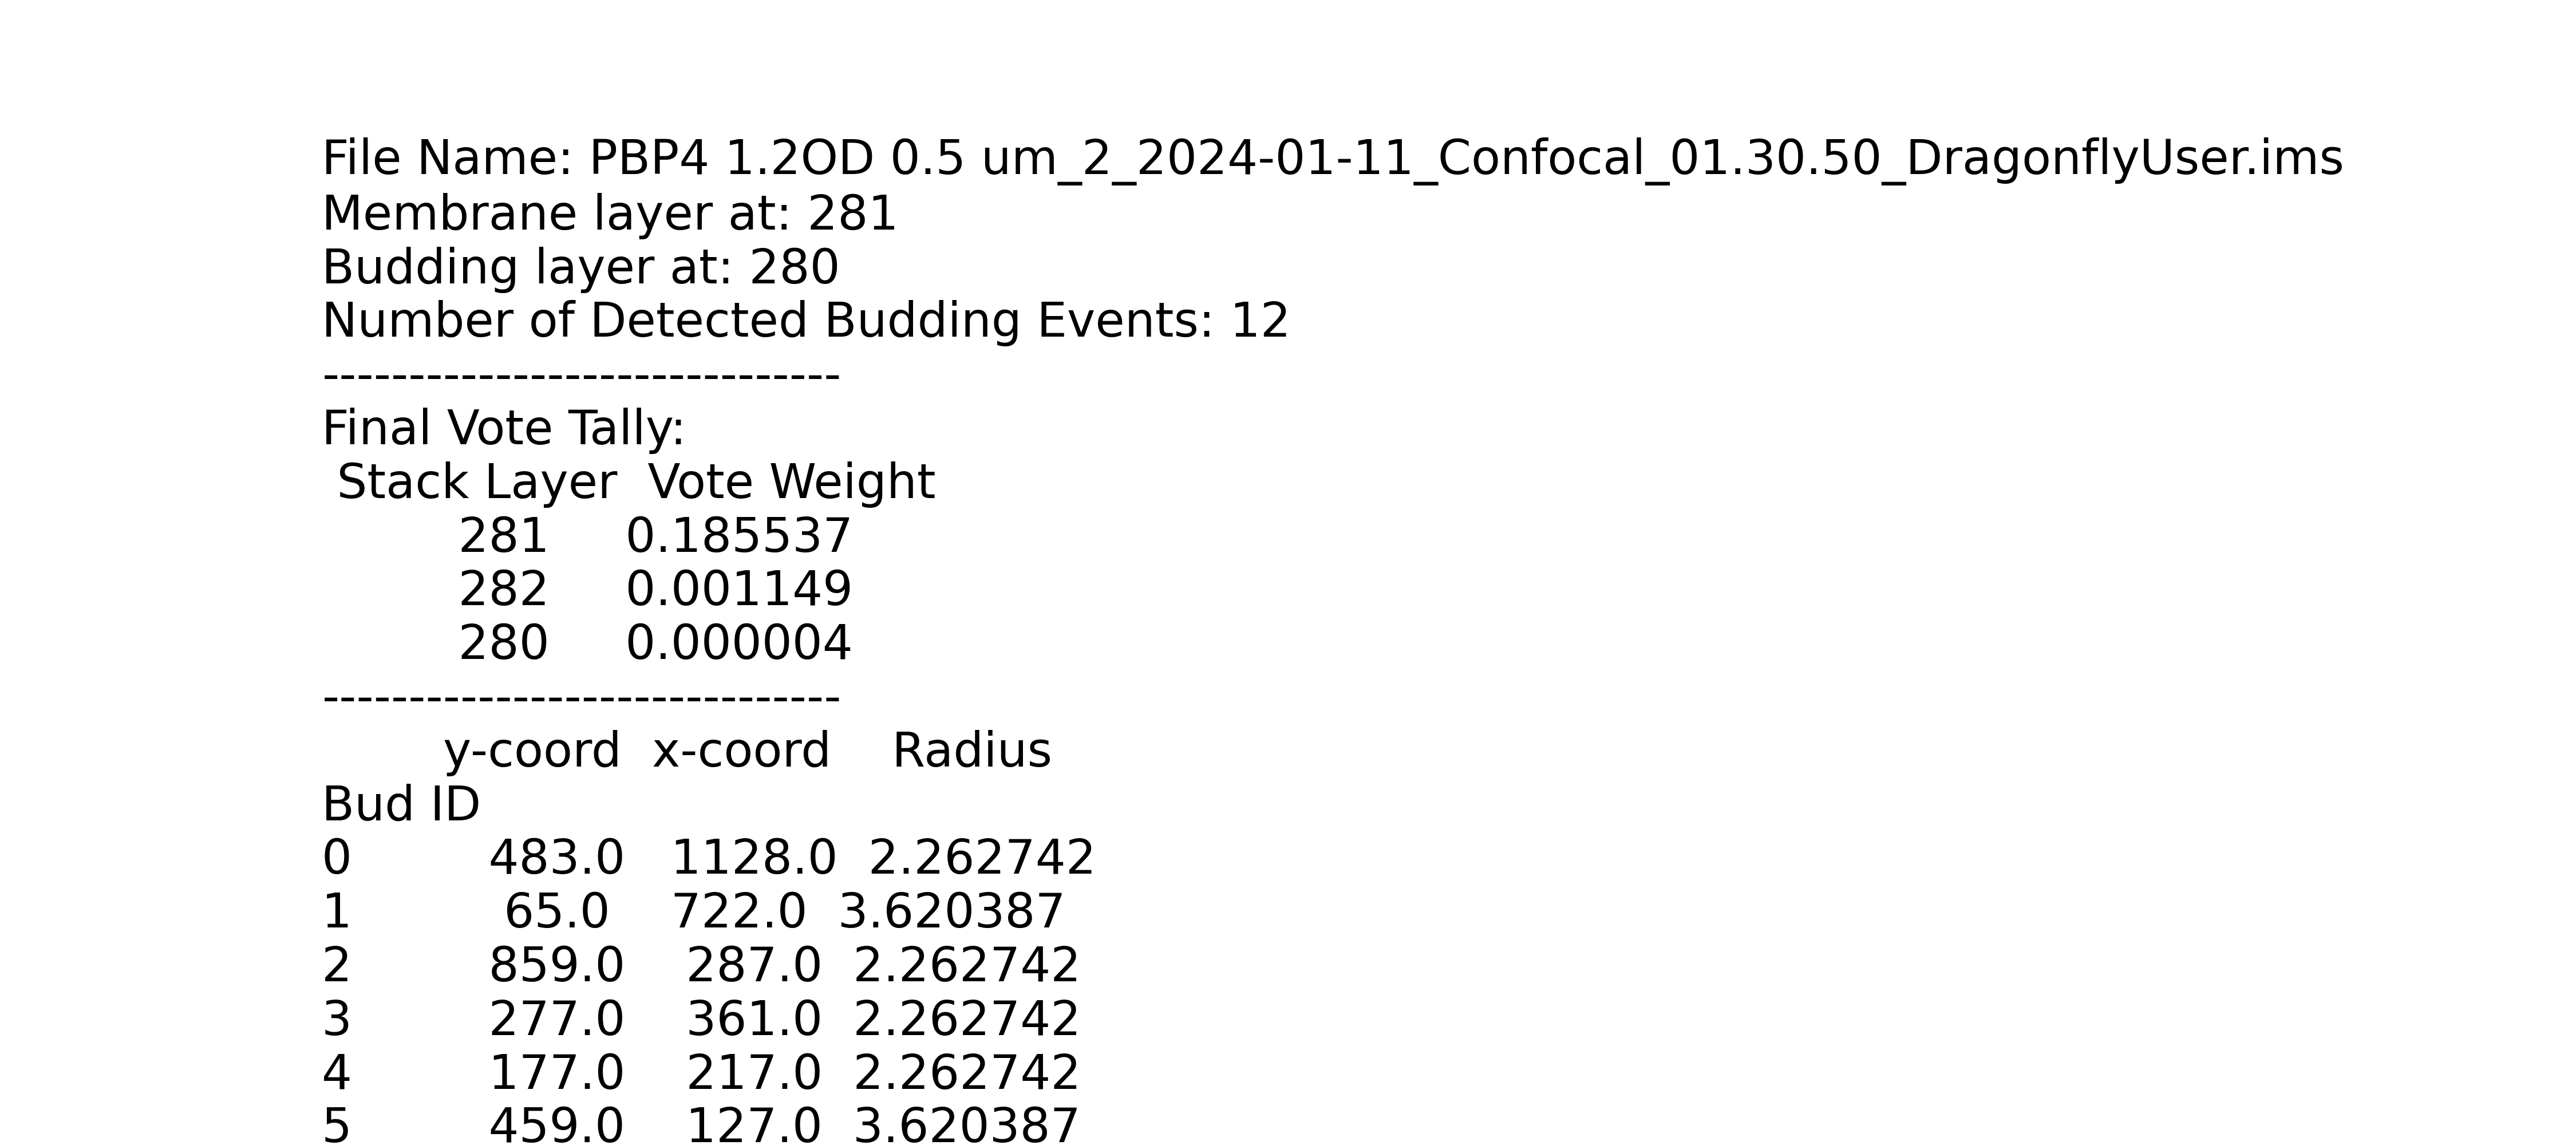 File Name: PBP4 1.2OD 0.5 um_2_2024-01-11_Confocal_01.30.50_DragonflyUser.ims
Membrane layer at: 281
Budding layer at: 280
Number of Detected Budding Events: 12
------------------------------
Final Vote Tally:
Stack Layer  Vote Weight
281     0.185537
282     0.001149
280     0.000004
------------------------------
y-coord  x-coord    Radius
Bud ID
0         483.0   1128.0  2.262742
1          65.0    722.0  3.620387
2         859.0    287.0  2.262742
3         277.0    361.0  2.262742
4         177.0    217.0  2.262742
5         459.0    127.0  3.620387